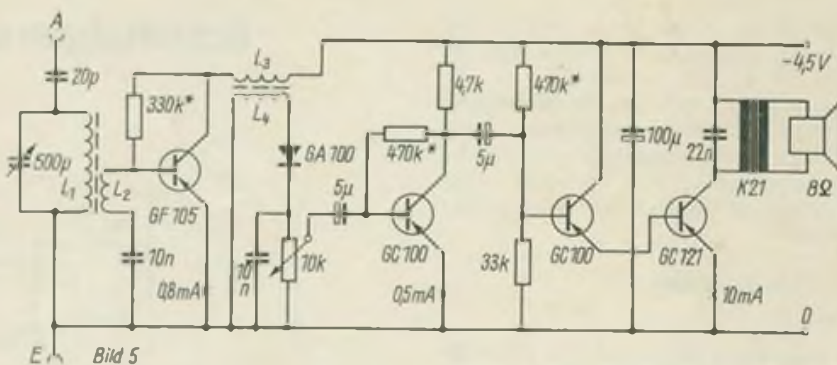 A
20p
500p
L1
L2
330k*
GF 105
10n
0,8mA
L3
L4
GA 100
10n
10k
5µ
470k*
4,7k
GC 100
0,5mA
5µ
470k*
33k
GC 100
100µ
GC 121
10mA
22n
K21
8Ω
-4,5V
0
E
Bild 5